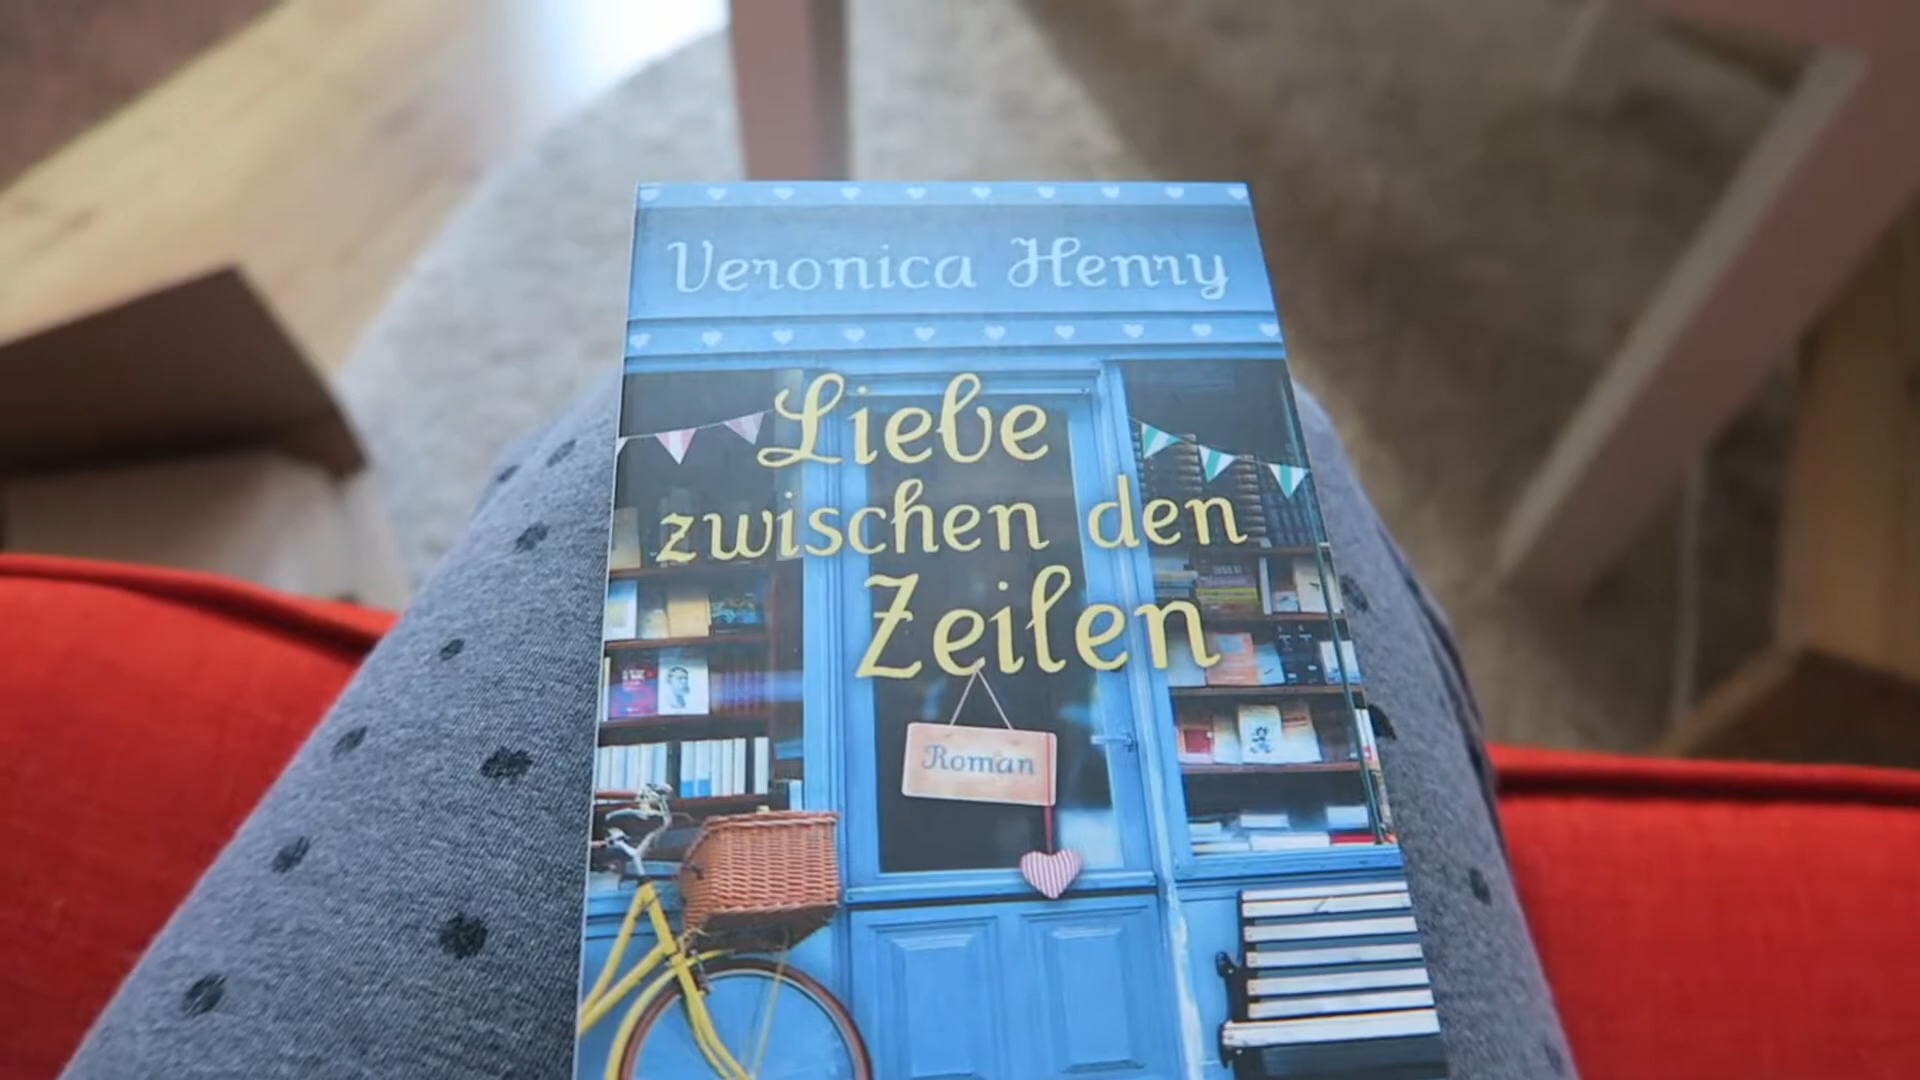 Veronica Henry
Liebe
zwischen den
Zeilen
Roman